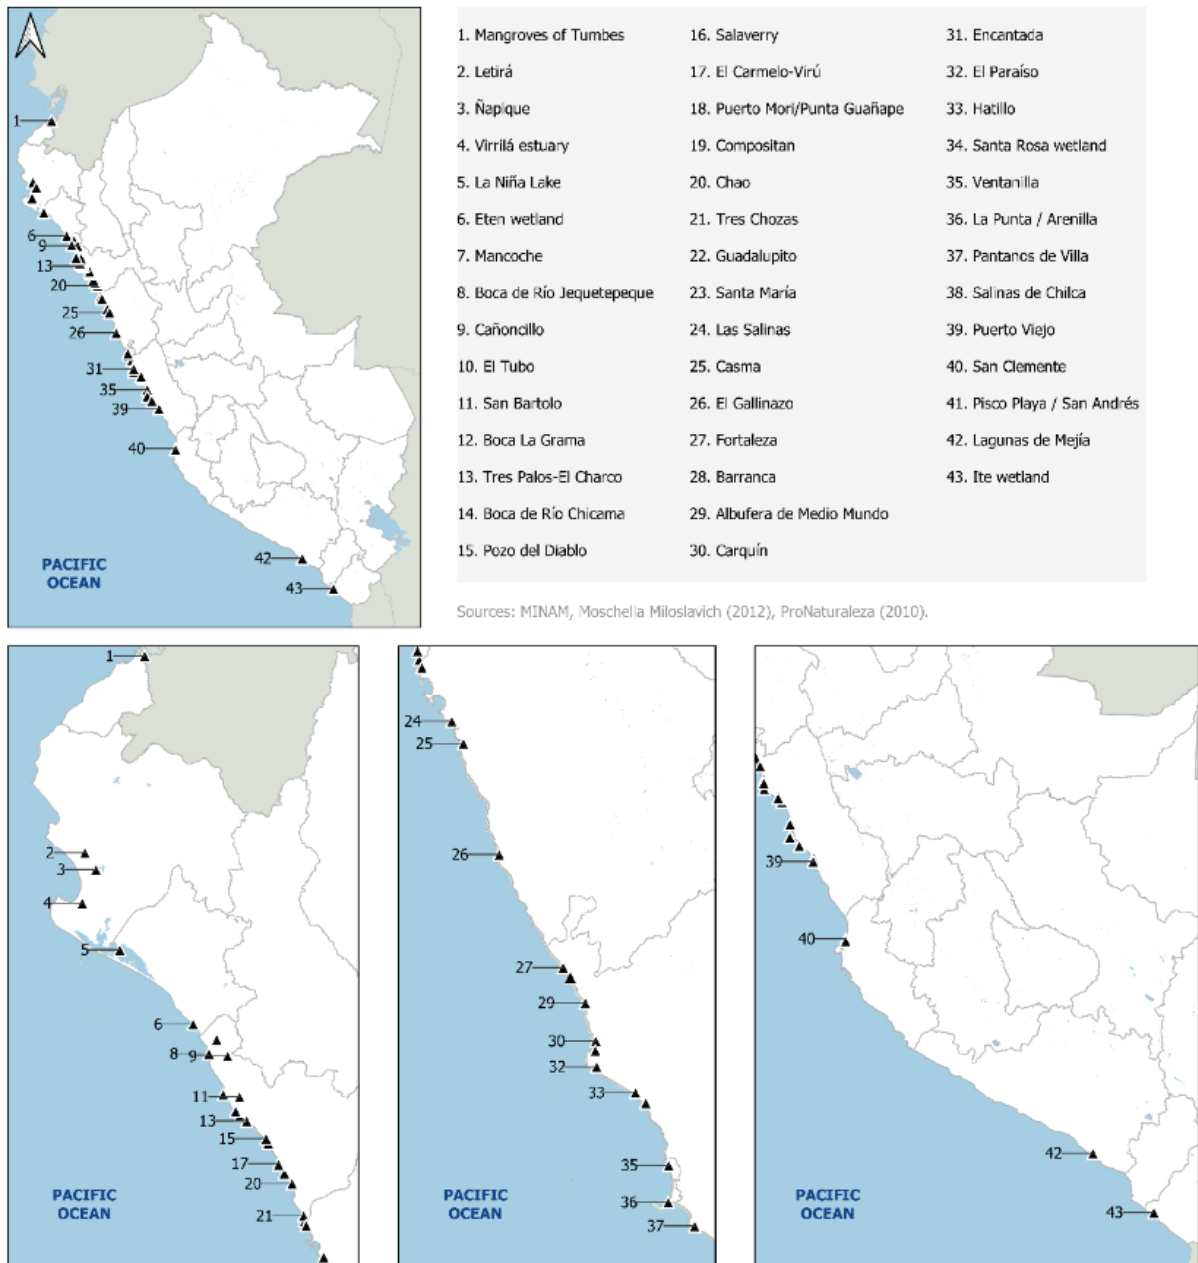 1. Mangroves of Tumbes
2. Letirá
3. Ñapique
4. Virrilá estuary
5. La Niña Lake
6. Eten wetland
7. Mancoche
8. Boca de Río Jequetepeque
9. Cañoncillo
10. El Tubo
11. San Bartolo
12. Boca La Grama
13. Tres Palos-El Charco
14. Boca de Río Chicama
15. Pozo del Diablo
16. Salaverry
17. El Carmelo-Virú
18. Puerto Mori/Punta Guañape
19. Compositan
20. Chao
21. Tres Chozas
22. Guadalupito
23. Santa María
24. Las Salinas
25. Casma
26. El Gallinazo
27. Fortaleza
28. Barranca
29. Albufera de Medio Mundo
30. Carquín
31. Encantada
32. El Paraíso
33. Hatillo
34. Santa Rosa wetland
35. Ventanilla
36. La Punta / Arenilla
37. Pantanos de Villa
38. Salinas de Chilca
39. Puerto Viejo
40. San Clemente
41. Pisco Playa / San Andrés
42. Lagunas de Mejía
43. Ite wetland
Sources: MINAM, Moschella Miloslavich (2012), ProNaturaleza (2010).
1
6
9
13
20
25
26
31
35
39
40
42
43
PACIFIC
OCEAN
1
2
3
4
5
6
8
9
11
13
15
17
20
21
PACIFIC
OCEAN
24
25
26
27
29
30
32
33
35
36
37
PACIFIC
OCEAN
39
40
42
43
PACIFIC
OCEAN